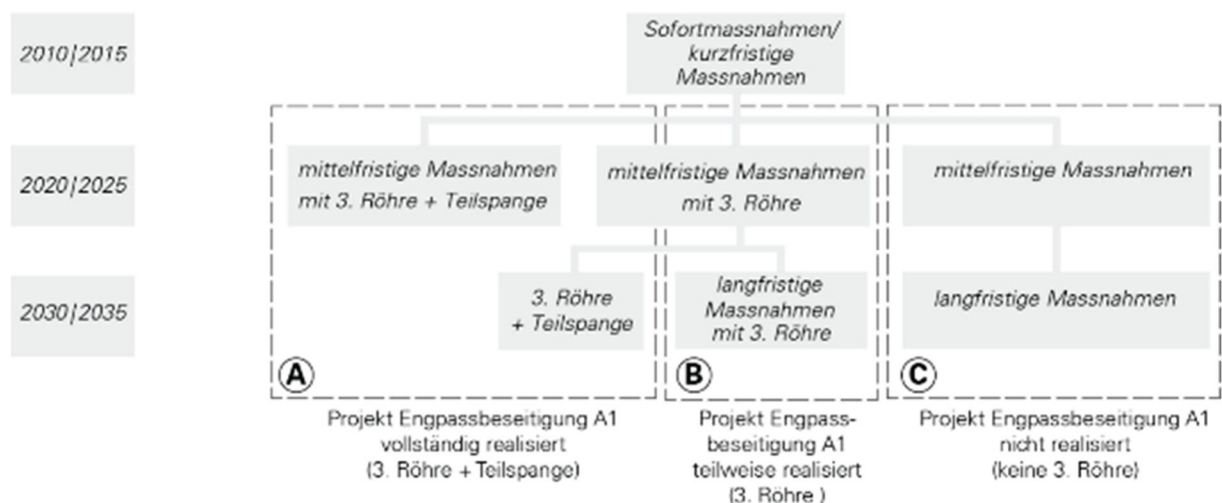 2010|2015
Sofortmassnahmen/
kurzfristige
Massnahmen
2020|2025
mittelfristige Massnahmen
mit 3. Röhre + Teilspange
mittelfristige Massnahmen
mit 3. Röhre
mittelfristige Massnahmen
2030|2035
3. Röhre
+ Teilspange
langfristige
Massnahmen
mit 3. Röhre
langfristige Massnahmen
A
B
C
Projekt Engpassbeseitigung A1
vollständig realisiert
(3. Röhre + Teilspange)
Projekt Engpass-
beseitigung A1
teilweise realisiert
(3. Röhre )
Projekt Engpassbeseitigung A1
nicht realisiert
(keine 3. Röhre)